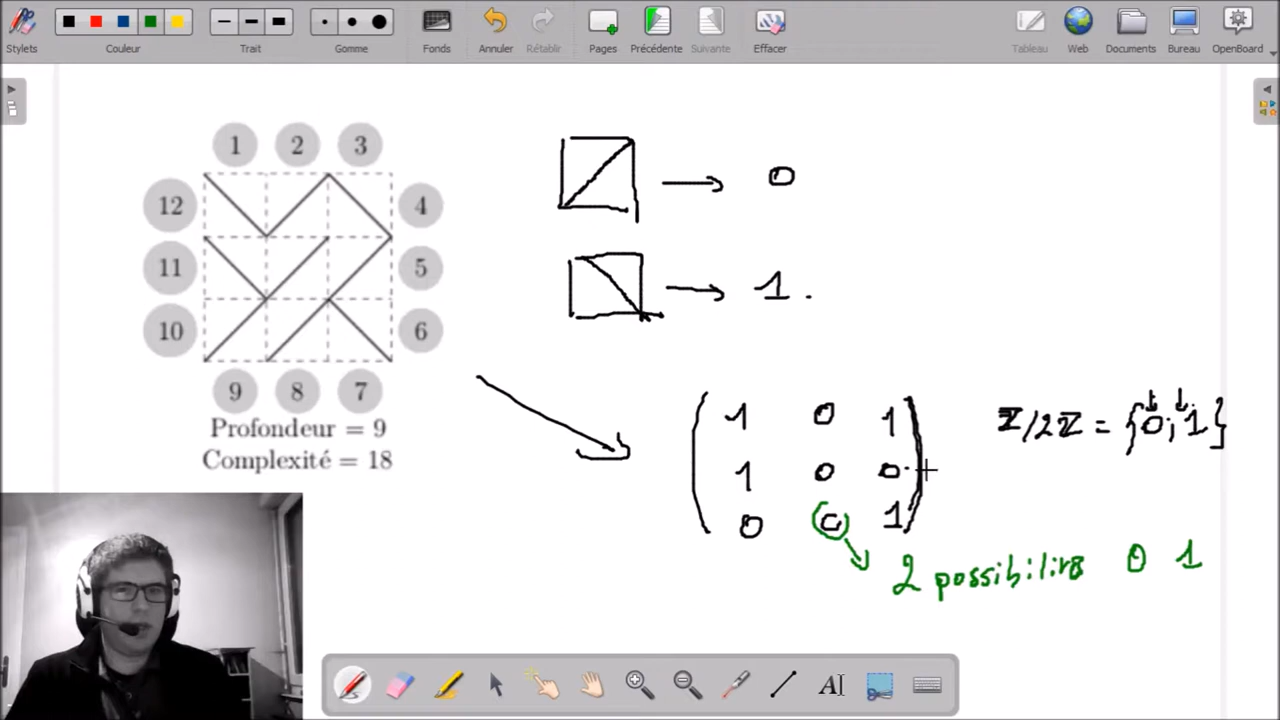 Stylets Couleur Trait Gomme Fonds Annuler Rétablir Pages Précédente Suivante Effacer Tableau Web Documents Bureau OpenBoard
1 2 3
12 4
11 5
10 6
9 8 7
Profondeur = 9
Complexité = 18
→ 0
→ 1.
1 0 1
1 0 0
0 0 1
ℤ/2ℤ = {0; 1}
2 possibilités 0 1
AI